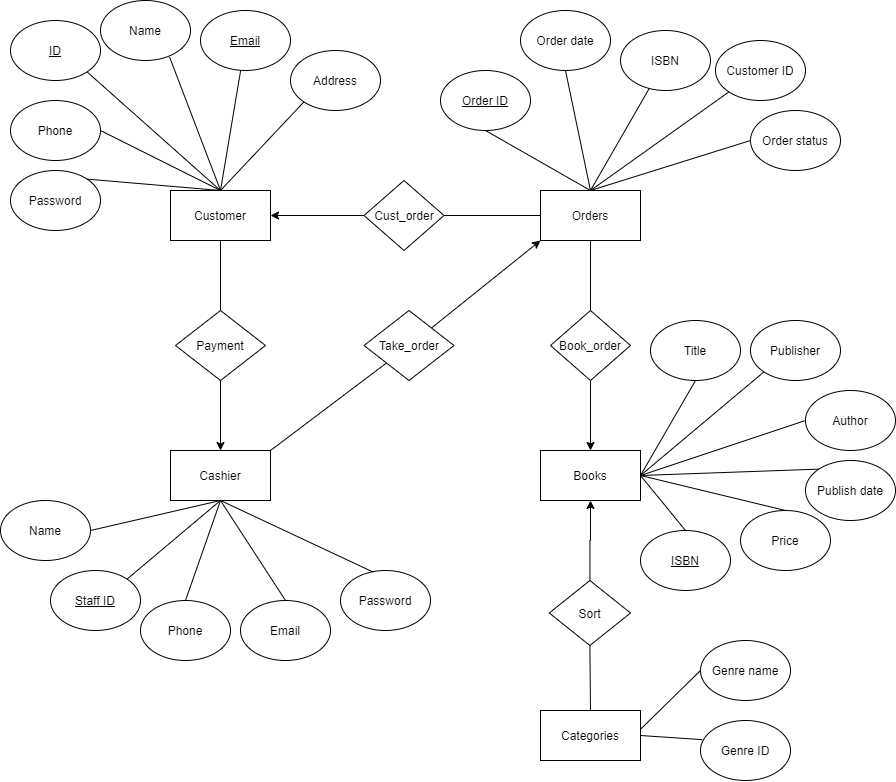 Name
Email
ID
Address
Phone
Password
Customer
Order date
ISBN
Customer ID
Order ID
Order status
Cust_order
Orders
Payment
Take_order
Book_order
Title
Publisher
Author
Publish date
Price
ISBN
Cashier
Books
Name
Staff ID
Phone
Email
Password
Sort
Genre name
Categories
Genre ID